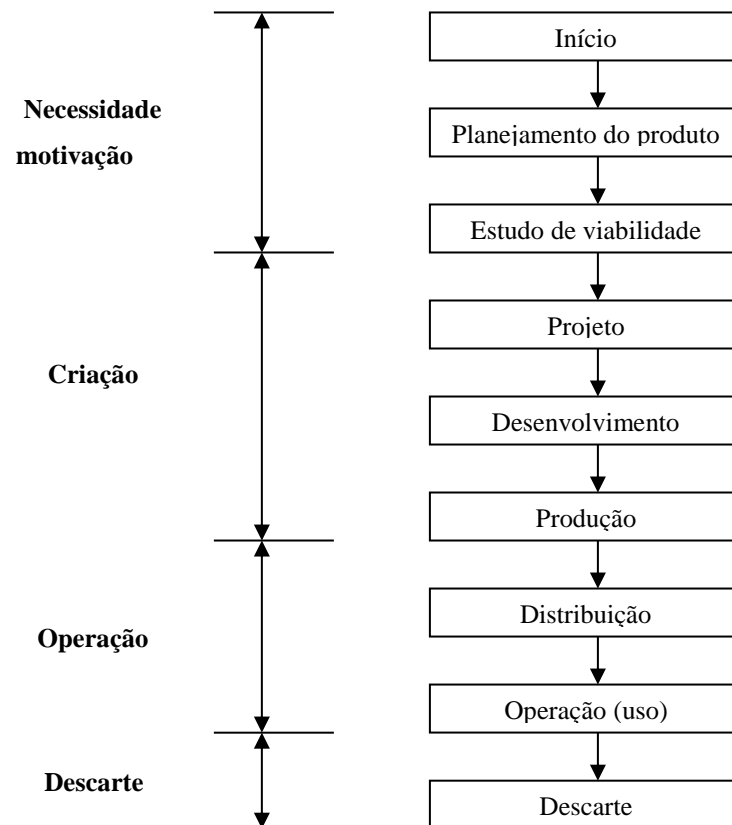 Início
Necessidade
motivação
Planejamento do produto
Estudo de viabilidade
Projeto
Criação
Desenvolvimento
Produção
Distribuição
Operação
Operação (uso)
Descarte
Descarte